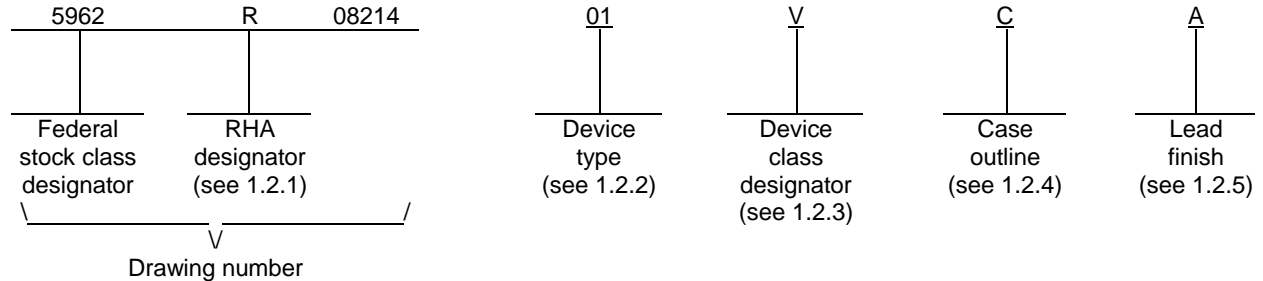 5962 R 08214 01 V C A
Federal RHA Device Device Case Lead
stock class designator type class outline finish
designator (see 1.2.1) (see 1.2.2) designator (see 1.2.4) (see 1.2.5)
(see 1.2.3)
\ /
\/
Drawing number